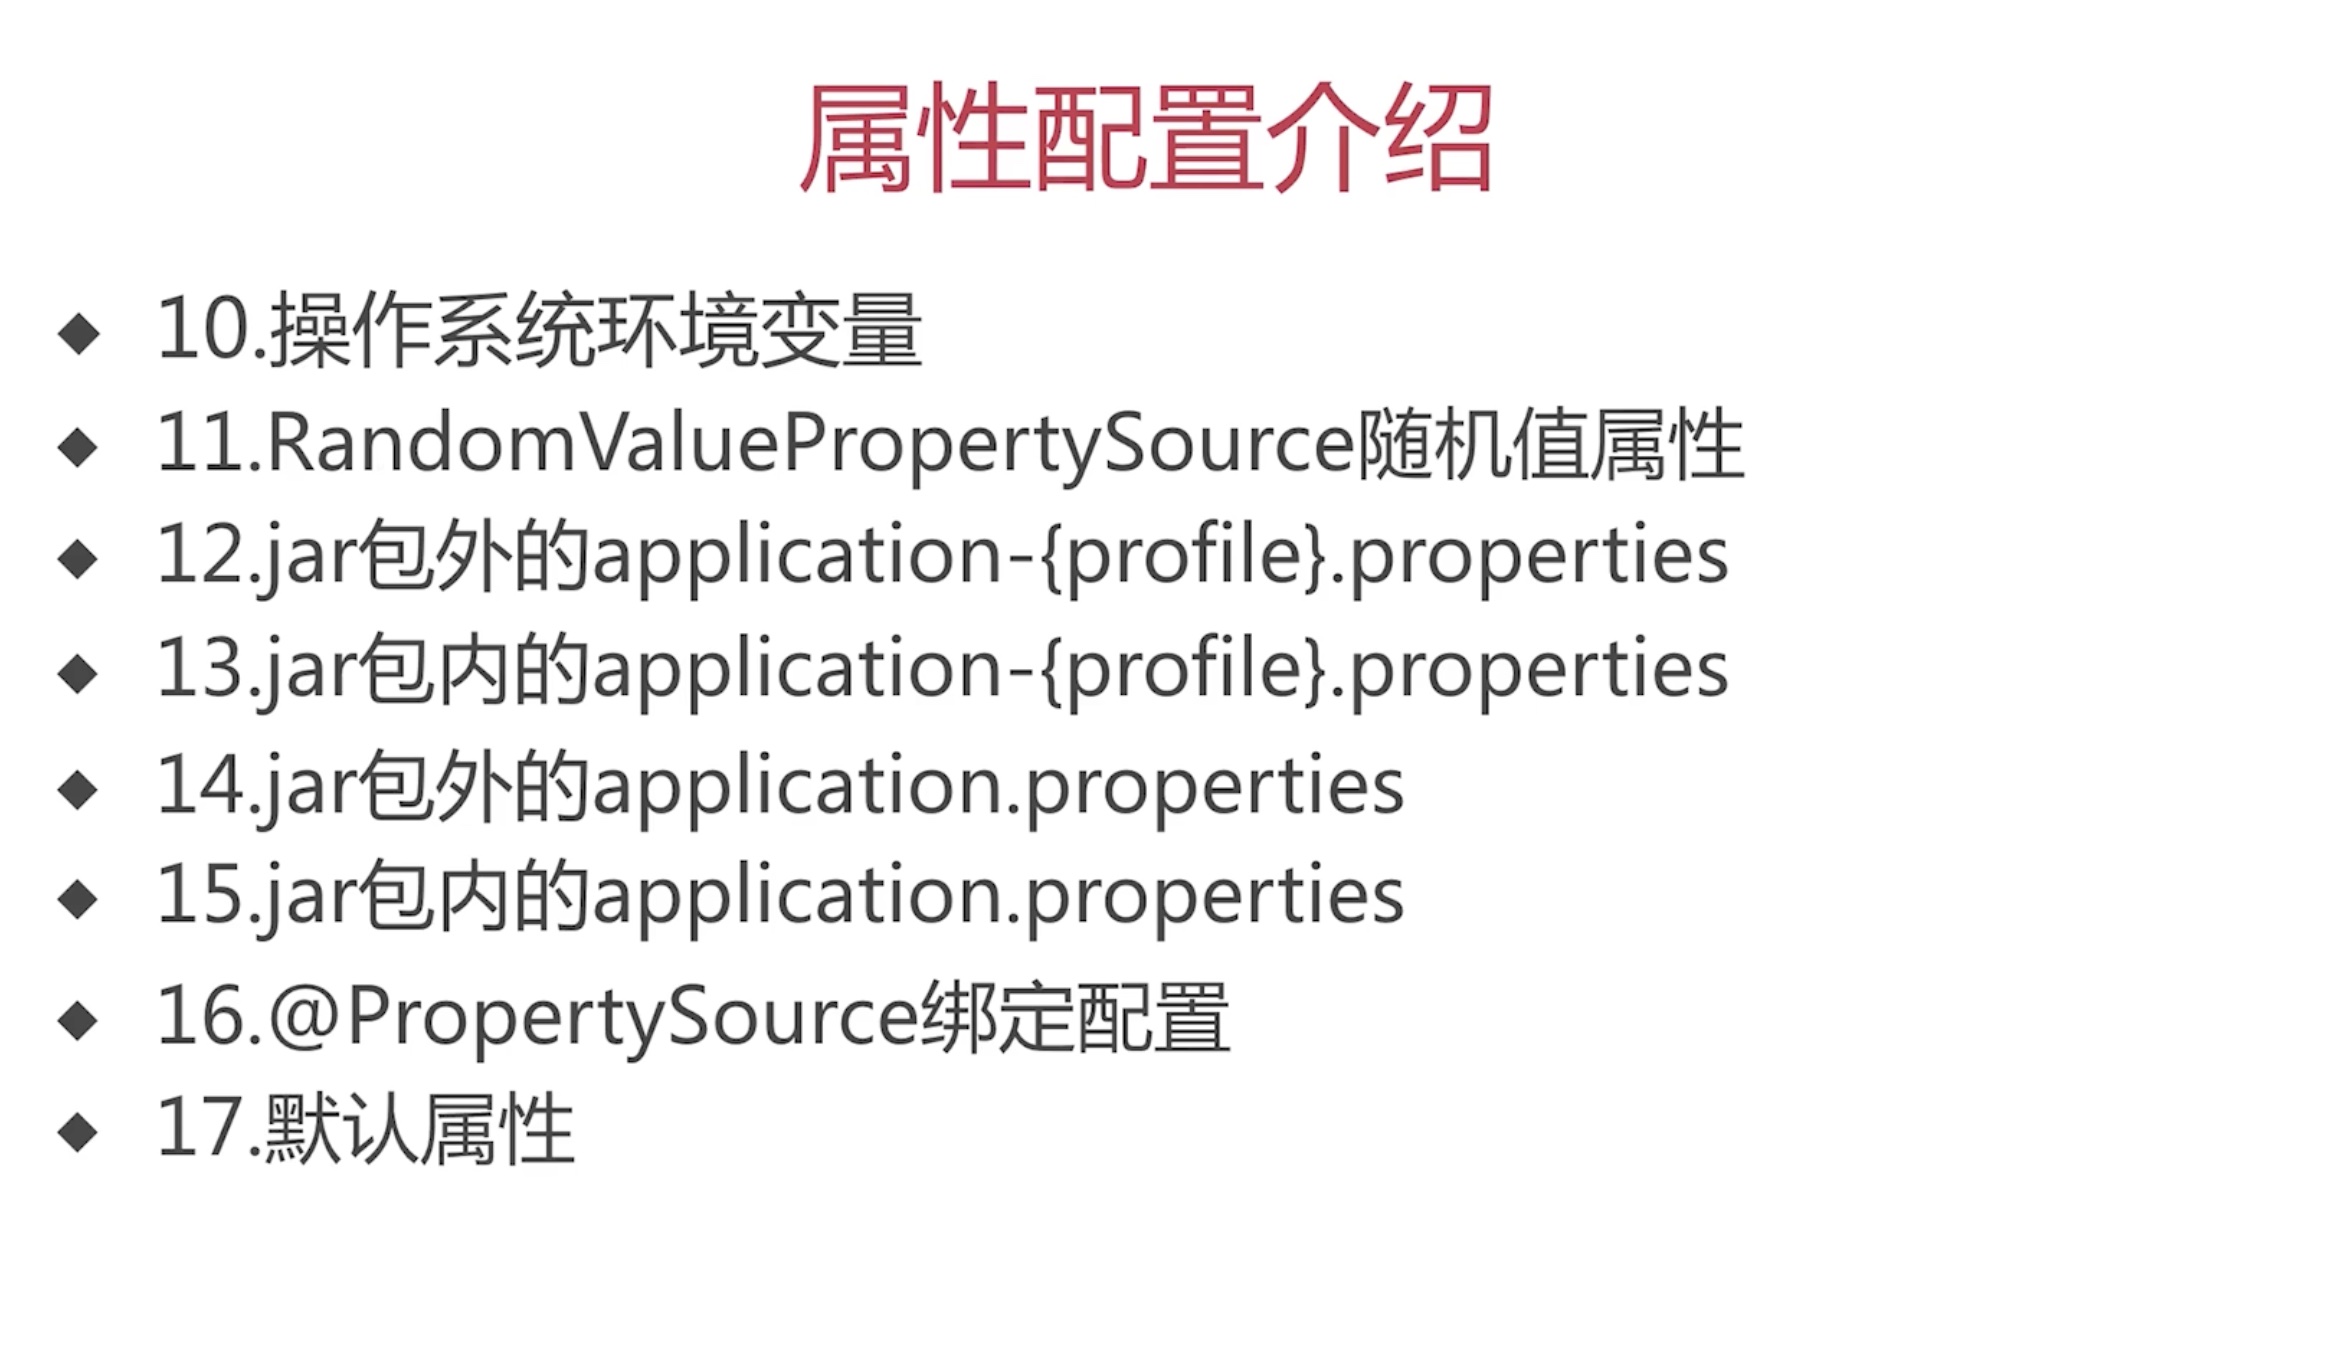 属性配置介绍
◆ 10.操作系统环境变量
◆ 11.RandomValuePropertySource随机值属性
◆ 12.jar包外的application-{profile}.properties
◆ 13.jar包内的application-{profile}.properties
◆ 14.jar包外的application.properties
◆ 15.jar包内的application.properties
◆ 16.@PropertySource绑定配置
◆ 17.默认属性